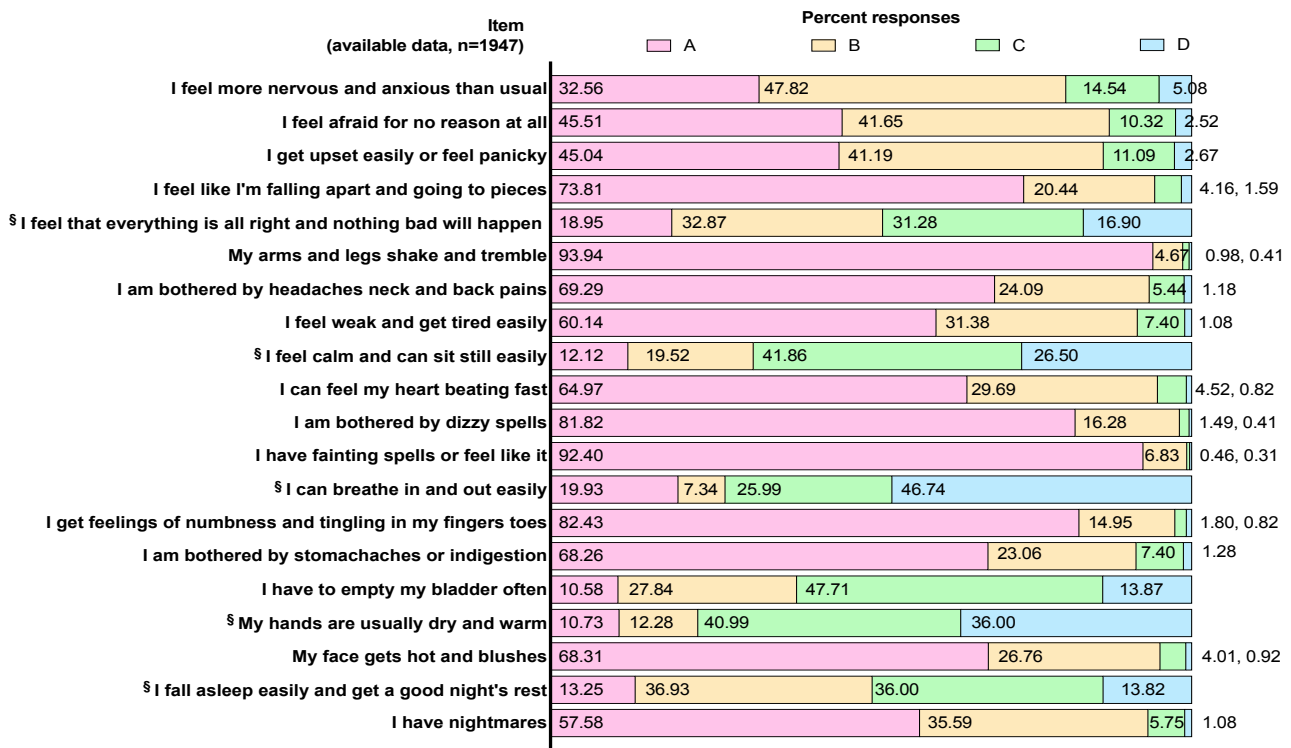 Item
(available data, n=1947)
Percent responses
A B C D
I feel more nervous and anxious than usual 32.56 47.82 14.54 5.08
I feel afraid for no reason at all 45.51 41.65 10.32 2.52
I get upset easily or feel panicky 45.04 41.19 11.09 2.67
I feel like I'm falling apart and going to pieces 73.81 20.44 4.16, 1.59
§ I feel that everything is all right and nothing bad will happen 18.95 32.87 31.28 16.90
My arms and legs shake and tremble 93.94 4.67 0.98, 0.41
I am bothered by headaches neck and back pains 69.29 24.09 5.44 1.18
I feel weak and get tired easily 60.14 31.38 7.40 1.08
§ I feel calm and can sit still easily 12.12 19.52 41.86 26.50
I can feel my heart beating fast 64.97 29.69 4.52, 0.82
I am bothered by dizzy spells 81.82 16.28 1.49, 0.41
I have fainting spells or feel like it 92.40 6.83 0.46, 0.31
§ I can breathe in and out easily 19.93 7.34 25.99 46.74
I get feelings of numbness and tingling in my fingers toes 82.43 14.95 1.80, 0.82
I am bothered by stomachaches or indigestion 68.26 23.06 7.40 1.28
I have to empty my bladder often 10.58 27.84 47.71 13.87
§ My hands are usually dry and warm 10.73 12.28 40.99 36.00
My face gets hot and blushes 68.31 26.76 4.01, 0.92
§ I fall asleep easily and get a good night's rest 13.25 36.93 36.00 13.82
I have nightmares 57.58 35.59 5.75 1.08